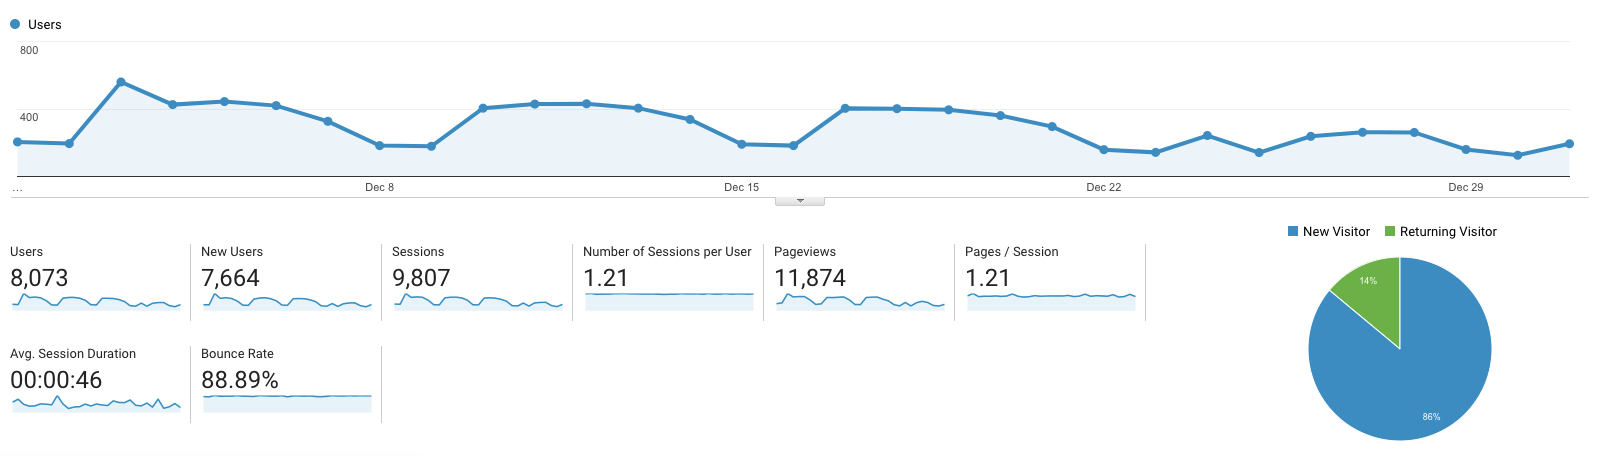 Users
800
400
...
Dec 8
Dec 15
Dec 22
Dec 29
New Visitor
Returning Visitor
Users
8,073
New Users
7,664
Sessions
9,807
Number of Sessions per User
1.21
Pageviews
11,874
Pages / Session
1.21
14%
86%
Avg. Session Duration
00:00:46
Bounce Rate
88.89%